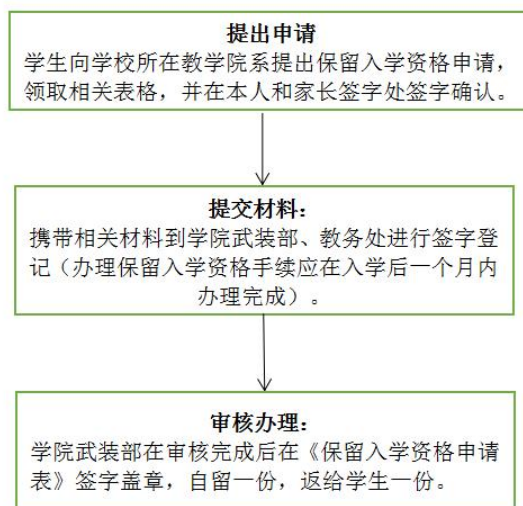 提出申请
学生向学校所在教学院系提出保留入学资格申请，
领取相关表格，并在本人和家长签字处签字确认。
提交材料：
携带相关材料到学院武装部、教务处进行签字登
记（办理保留入学资格手续应在入学后一个月内
办理完成）。
审核办理：
学院武装部在审核完成后在《保留入学资格申请
表》签字盖章，自留一份，返给学生一份。